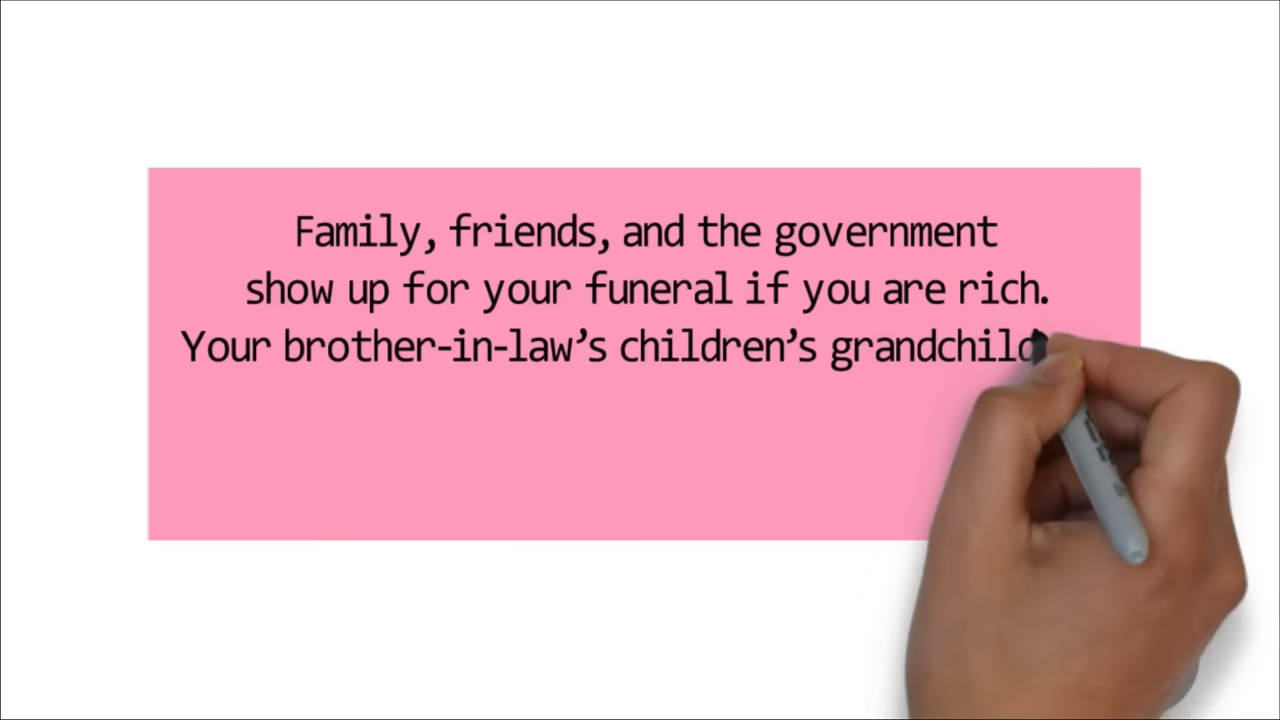 Family, friends, and the government
show up for your funeral if you are rich.
Your brother-in-law’s children’s grandchild